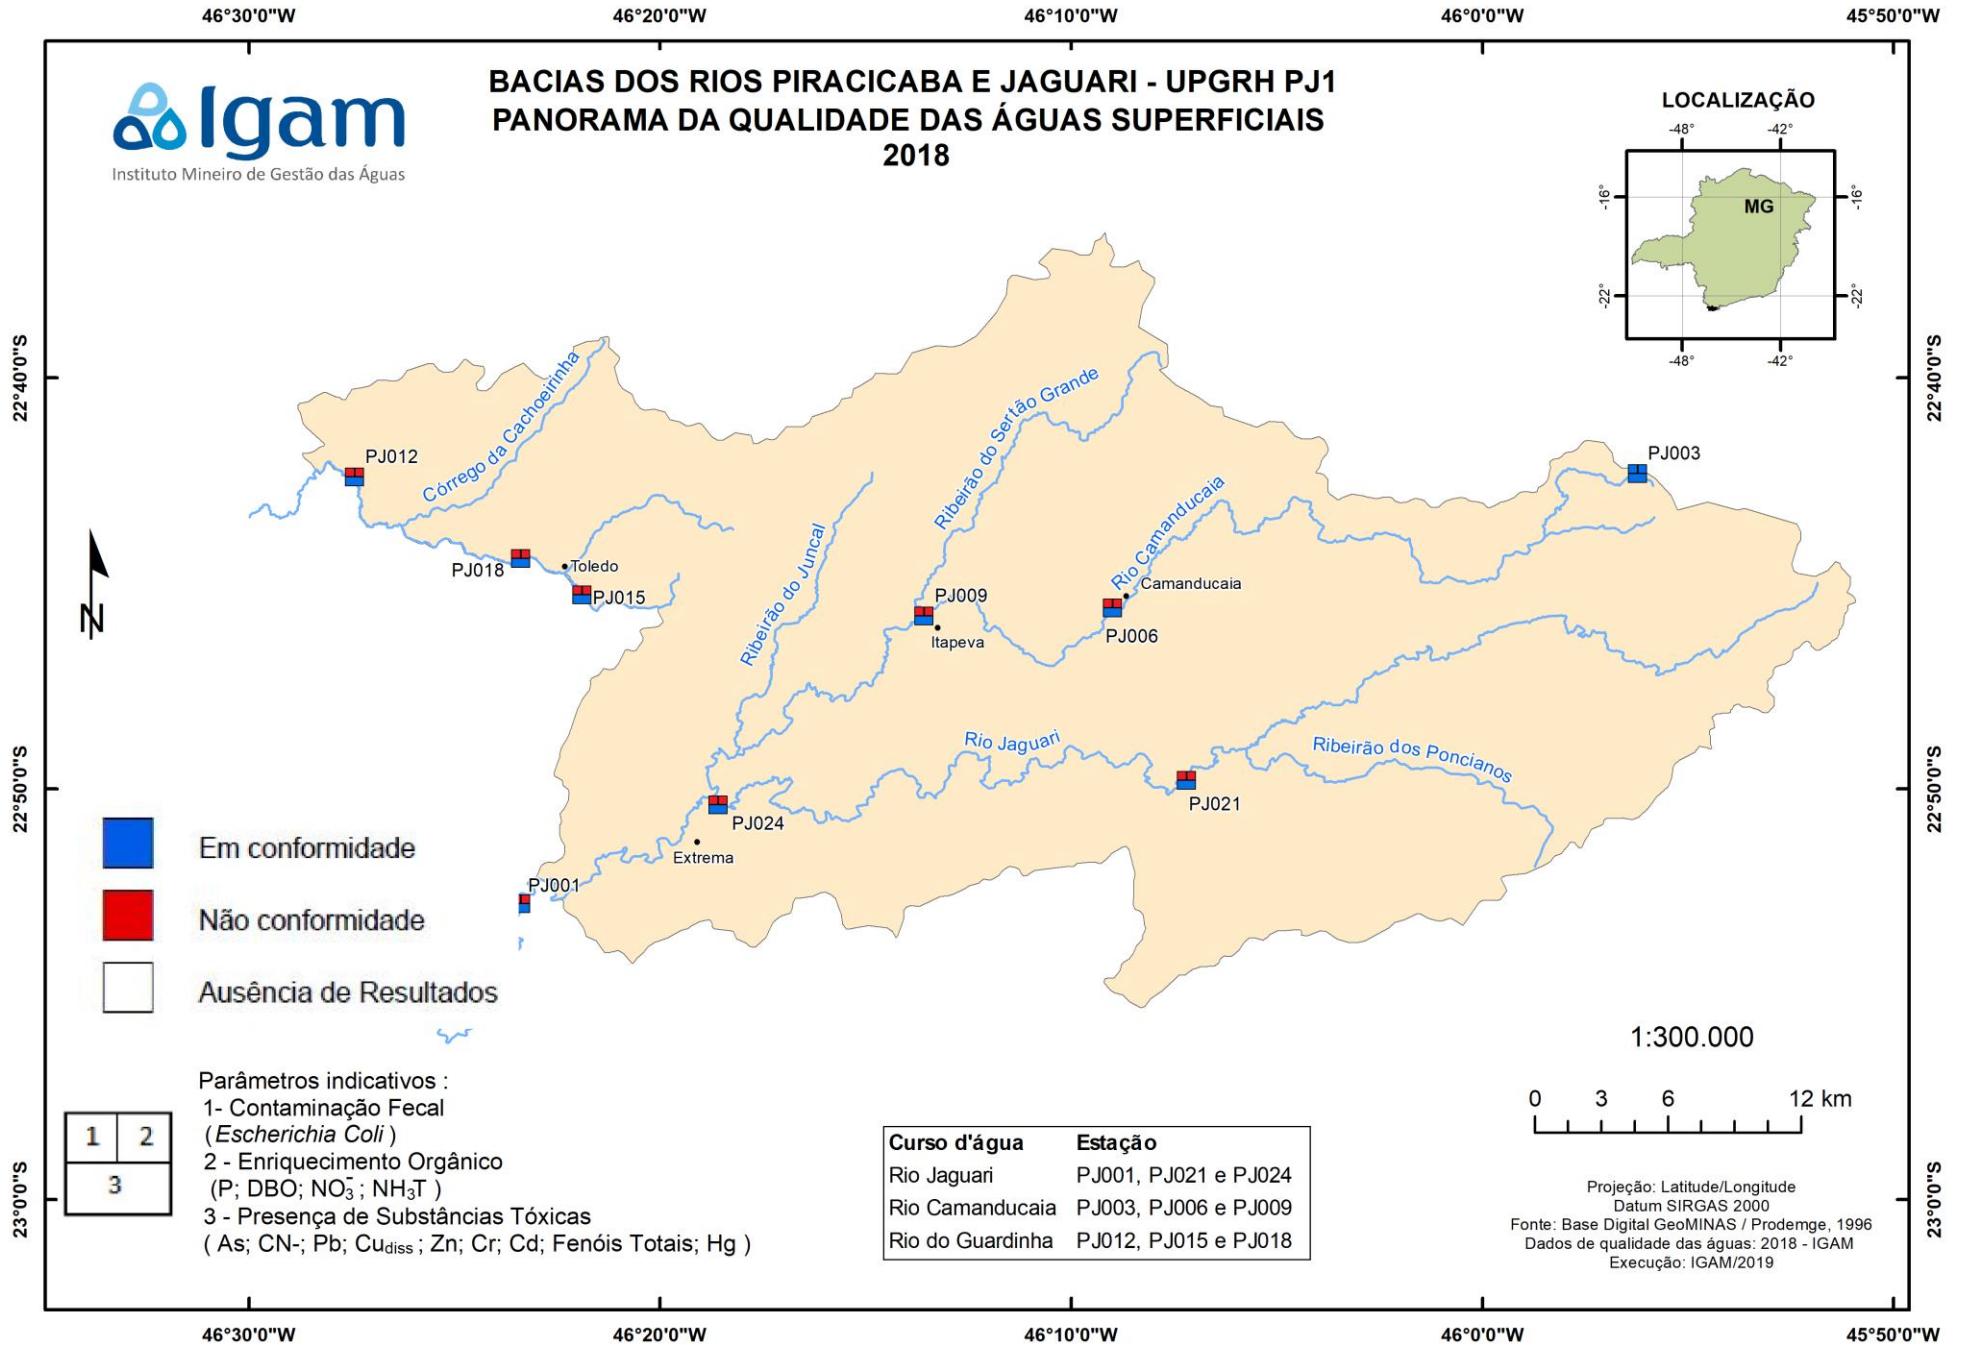 46°30'0"W 46°20'0"W 46°10'0"W 46°0'0"W 45°50'0"W
Igam
Instituto Mineiro de Gestão das Águas
BACIAS DOS RIOS PIRACICABA E JAGUARI - UPGRH PJ1
PANORAMA DA QUALIDADE DAS ÁGUAS SUPERFICIAIS
2018
LOCALIZAÇÃO
-48° -42°
-16° -16°
MG
-22° -22°
-48° -42°
22°40'0"S 22°40'0"S
Córrego da Cachoeirinha
Ribeirão do Sertão Grande
PJ012
PJ003
Rio Camanducaia
Ribeirão do Juncal
PJ018
Toledo
PJ015
PJ009
Itapeva
Camanducaia
PJ006
N
Rio Jaguari
Ribeirão dos Poncianos
22°50'0"S 22°50'0"S
PJ021
PJ024
Extrema
PJ001
Em conformidade
Não conformidade
Ausência de Resultados
1:300.000
0 3 6 12 km
1 2
3
Parâmetros indicativos :
1- Contaminação Fecal
(Escherichia Coli )
2 - Enriquecimento Orgânico
(P; DBO; NO3-; NH3T )
3 - Presença de Substâncias Tóxicas
( As; CN-; Pb; Cudiss ; Zn; Cr; Cd; Fenóis Totais; Hg )
Curso d'água Estação
Rio Jaguari PJ001, PJ021 e PJ024
Rio Camanducaia PJ003, PJ006 e PJ009
Rio do Guardinha PJ012, PJ015 e PJ018
Projeção: Latitude/Longitude
Datum SIRGAS 2000
Fonte: Base Digital GeoMINAS / Prodemge, 1996
Dados de qualidade das águas: 2018 - IGAM
Execução: IGAM/2019
23°0'0"S 23°0'0"S
46°30'0"W 46°20'0"W 46°10'0"W 46°0'0"W 45°50'0"W